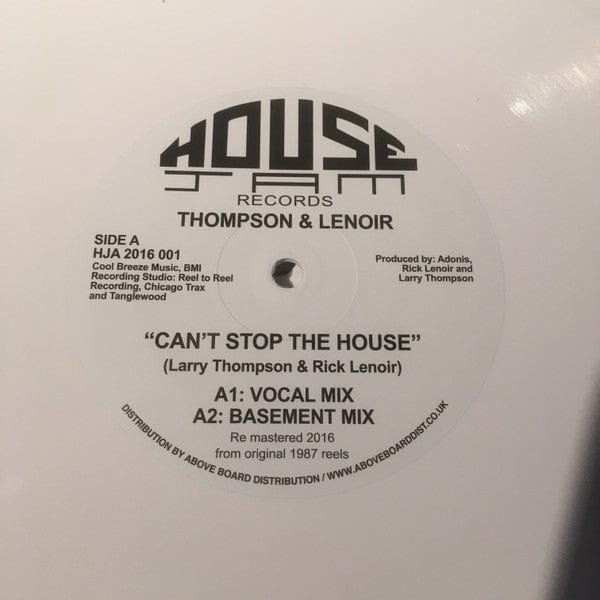 HOUSE
JAM
RECORDS
THOMPSON & LENOIR
SIDE A
HJA 2016 001
Cool Breeze Music, BMI
Recording Studio: Reel to Reel
Recording, Chicago Trax
and Tanglewood
Produced by: Adonis,
Rick Lenoir and
Larry Thompson
“CAN’T STOP THE HOUSE”
(Larry Thompson & Rick Lenoir)
A1: VOCAL MIX
A2: BASEMENT MIX
Re mastered 2016
from original 1987 reels
DISTRIBUTION BY ABOVE BOARD DISTRIBUTION / WWW.ABOVEBOARDDIST.CO.UK